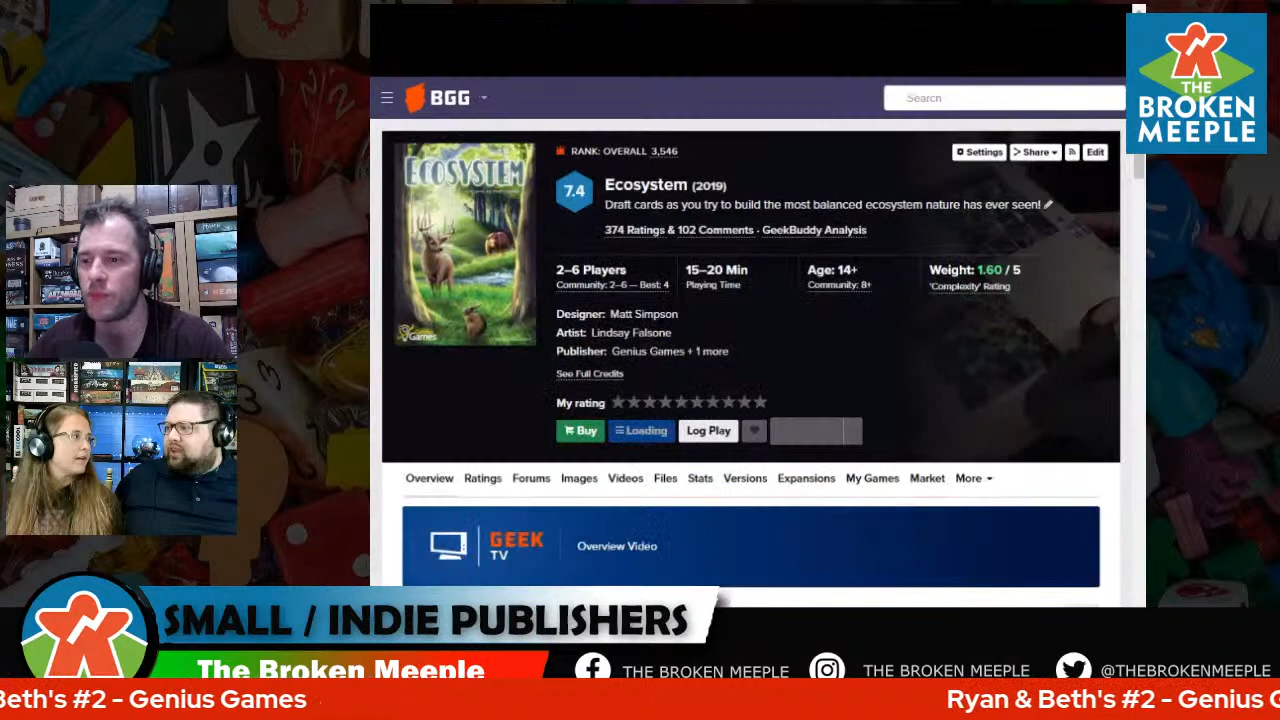 BGG
Search
THE
BROKEN
MEEPLE
ECOSYSTEM
Games
RANK: OVERALL 3,546
Settings
Share
Edit
7.4
Ecosystem (2019)
Draft cards as you try to build the most balanced ecosystem nature has ever seen!
374 Ratings & 102 Comments · GeekBuddy Analysis
2–6 Players
15–20 Min
Age: 14+
Weight: 1.60 / 5
Community: 2–6 — Best: 4
Playing Time
Community: 8+
'Complexity' Rating
Designer: Matt Simpson
Artist: Lindsay Falsone
Publisher: Genius Games + 1 more
See Full Credits
My rating
Buy
Loading
Log Play
Overview Ratings Forums Images Videos Files Stats Versions Expansions My Games Market More
GEEK
TV
Overview Video
SMALL / INDIE PUBLISHERS
The Broken Meeple
THE BROKEN MEEPLE
THE BROKEN MEEPLE
@THEBROKENMEEPLE
Beth's #2 - Genius Games
Ryan & Beth's #2 - Genius G